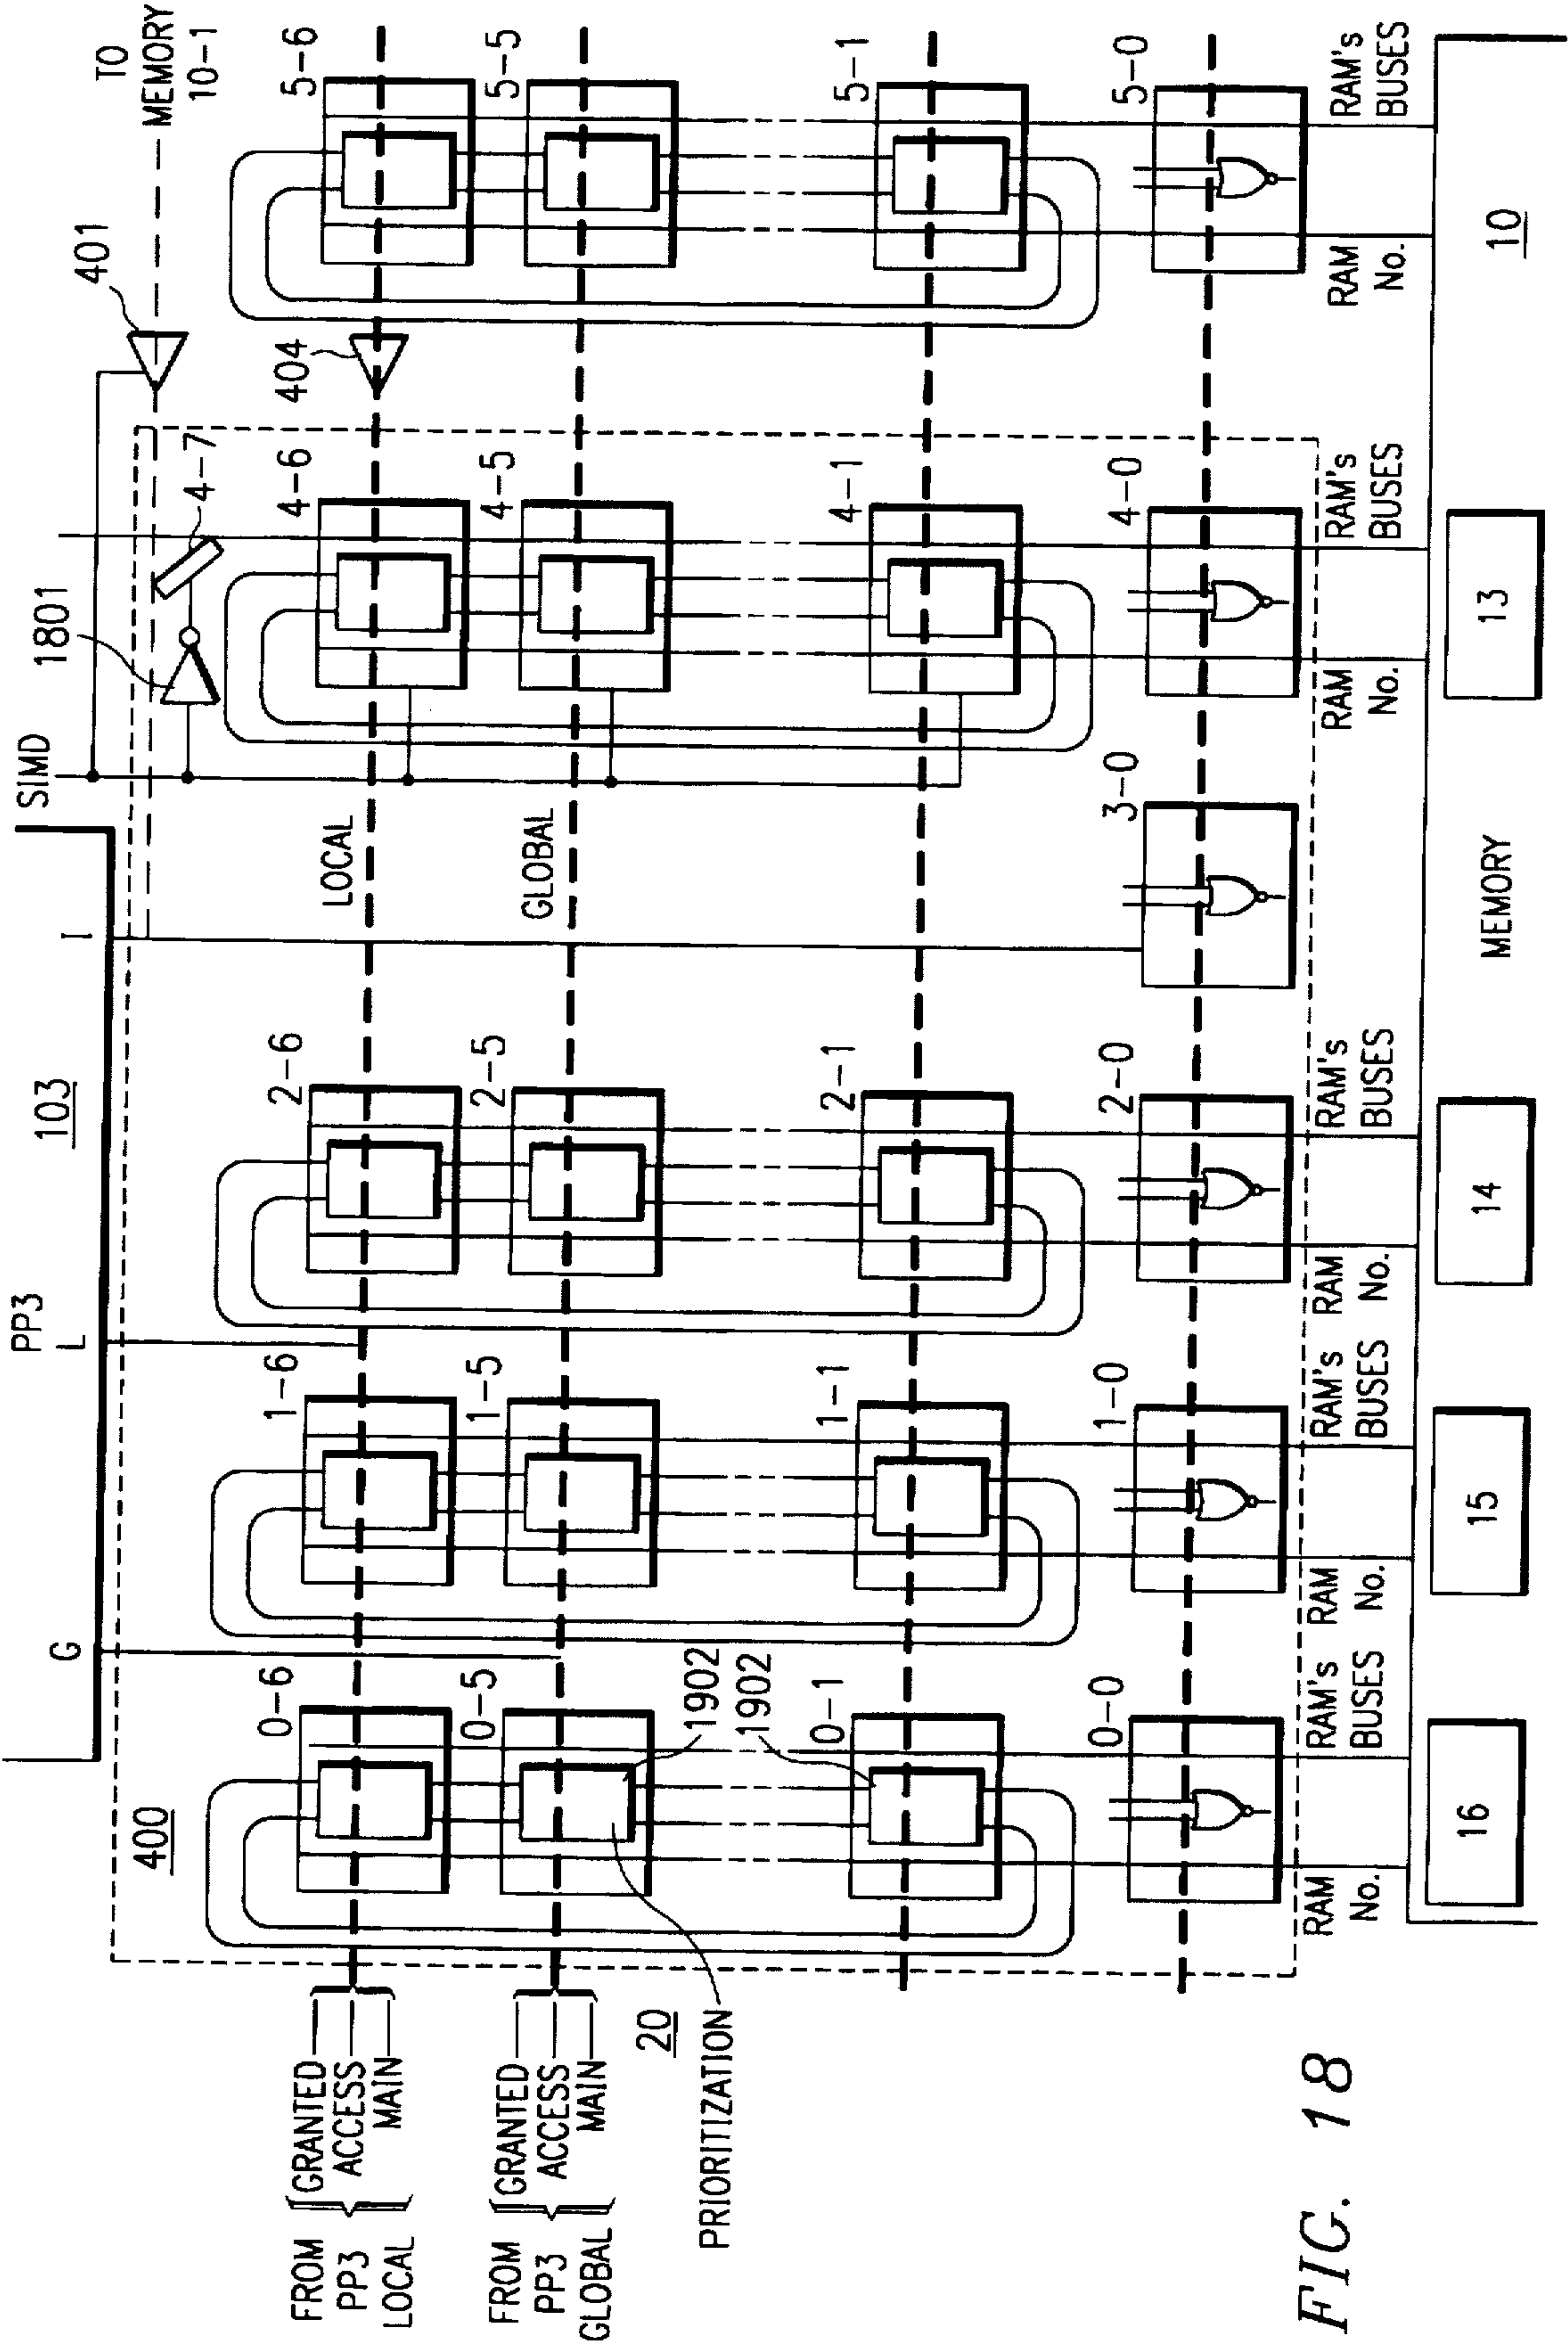 PP3
103
G
L
I
SIMD
1801
401
TO
MEMORY
10-1
400
4-7
404
0-6
1-6
2-6
LOCAL
4-6
5-6
FROM
PP3
LOCAL
GRANTED
ACCESS
MAIN
0-5
1-5
2-5
GLOBAL
4-5
5-5
FROM
PP3
GLOBAL
GRANTED
ACCESS
MAIN
20
PRIORITIZATION
1902
1902
0-1
1-1
2-1
4-1
5-1
0-0
1-0
2-0
3-0
4-0
5-0
RAM
No.
RAM's
BUSES
RAM
No.
RAM's
BUSES
RAM
No.
RAM's
BUSES
RAM
No.
RAM's
BUSES
RAM
No.
RAM's
BUSES
16
15
14
MEMORY
13
10
FIG. 18